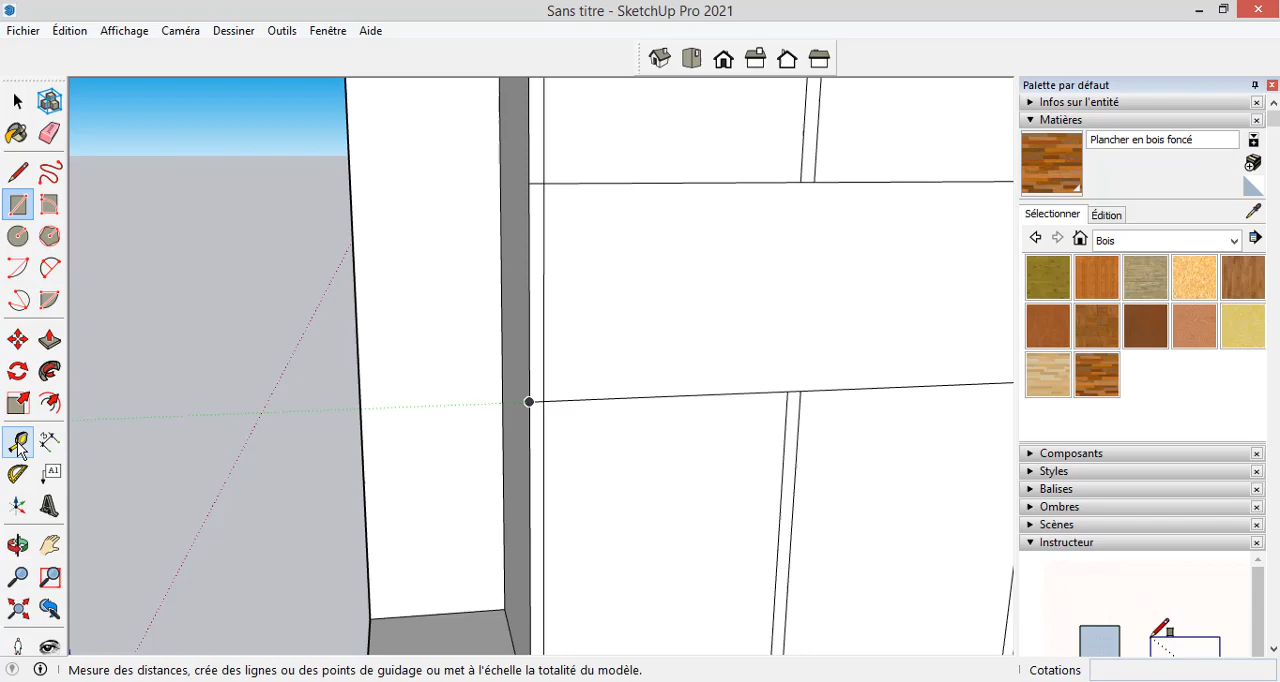 Sans titre - SketchUp Pro 2021
Fichier Édition Affichage Caméra Dessiner Outils Fenêtre Aide
Palette par défaut
Infos sur l'entité
Matières
Plancher en bois foncé
Sélectionner Édition
Bois
Composants
Styles
Balises
Ombres
Scènes
Instructeur
A1
Mesure des distances, crée des lignes ou des points de guidage ou met à l'échelle la totalité du modèle.
Cotations